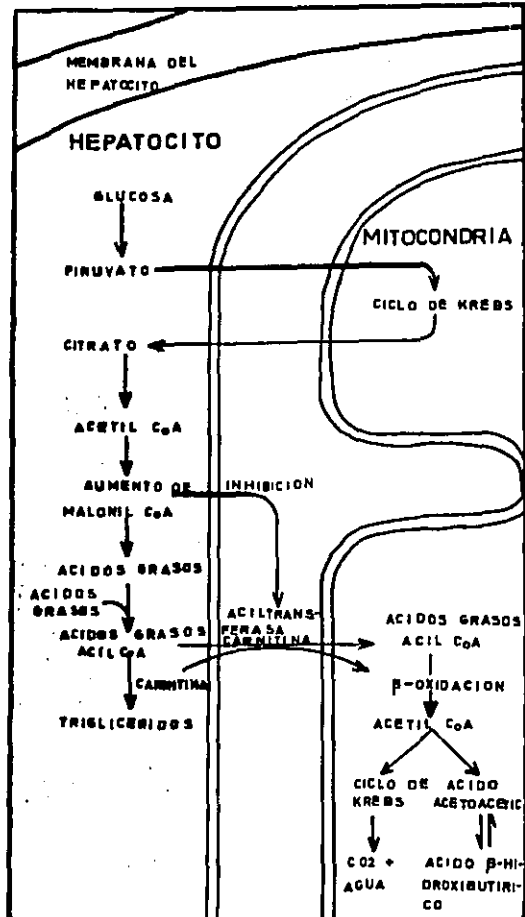 MEMBRANA DEL
HEPATOCITO
HEPATOCITO
GLUCOSA
MITOCONDRIA
PIRUVATO
CICLO DE KREBS
CITRATO
ACETIL CoA
AUMENTO DE
MALONIL CoA
INHIBICION
ACIDOS GRASOS
ACIDOS
GRASOS
ACIDOS GRASOS
ACIL CoA
ACILTRANS-
FERASA
CARNITINA
CARNITINA
TRIGLICERIDOS
ACIDOS GRASOS
ACIL CoA
β-OXIDACION
ACETIL CoA
CICLO DE
KREBS
ACIDO
ACETOACETIC
CO2 +
AGUA
ACIDO β-HI-
DROXIBUTIRI-
CO